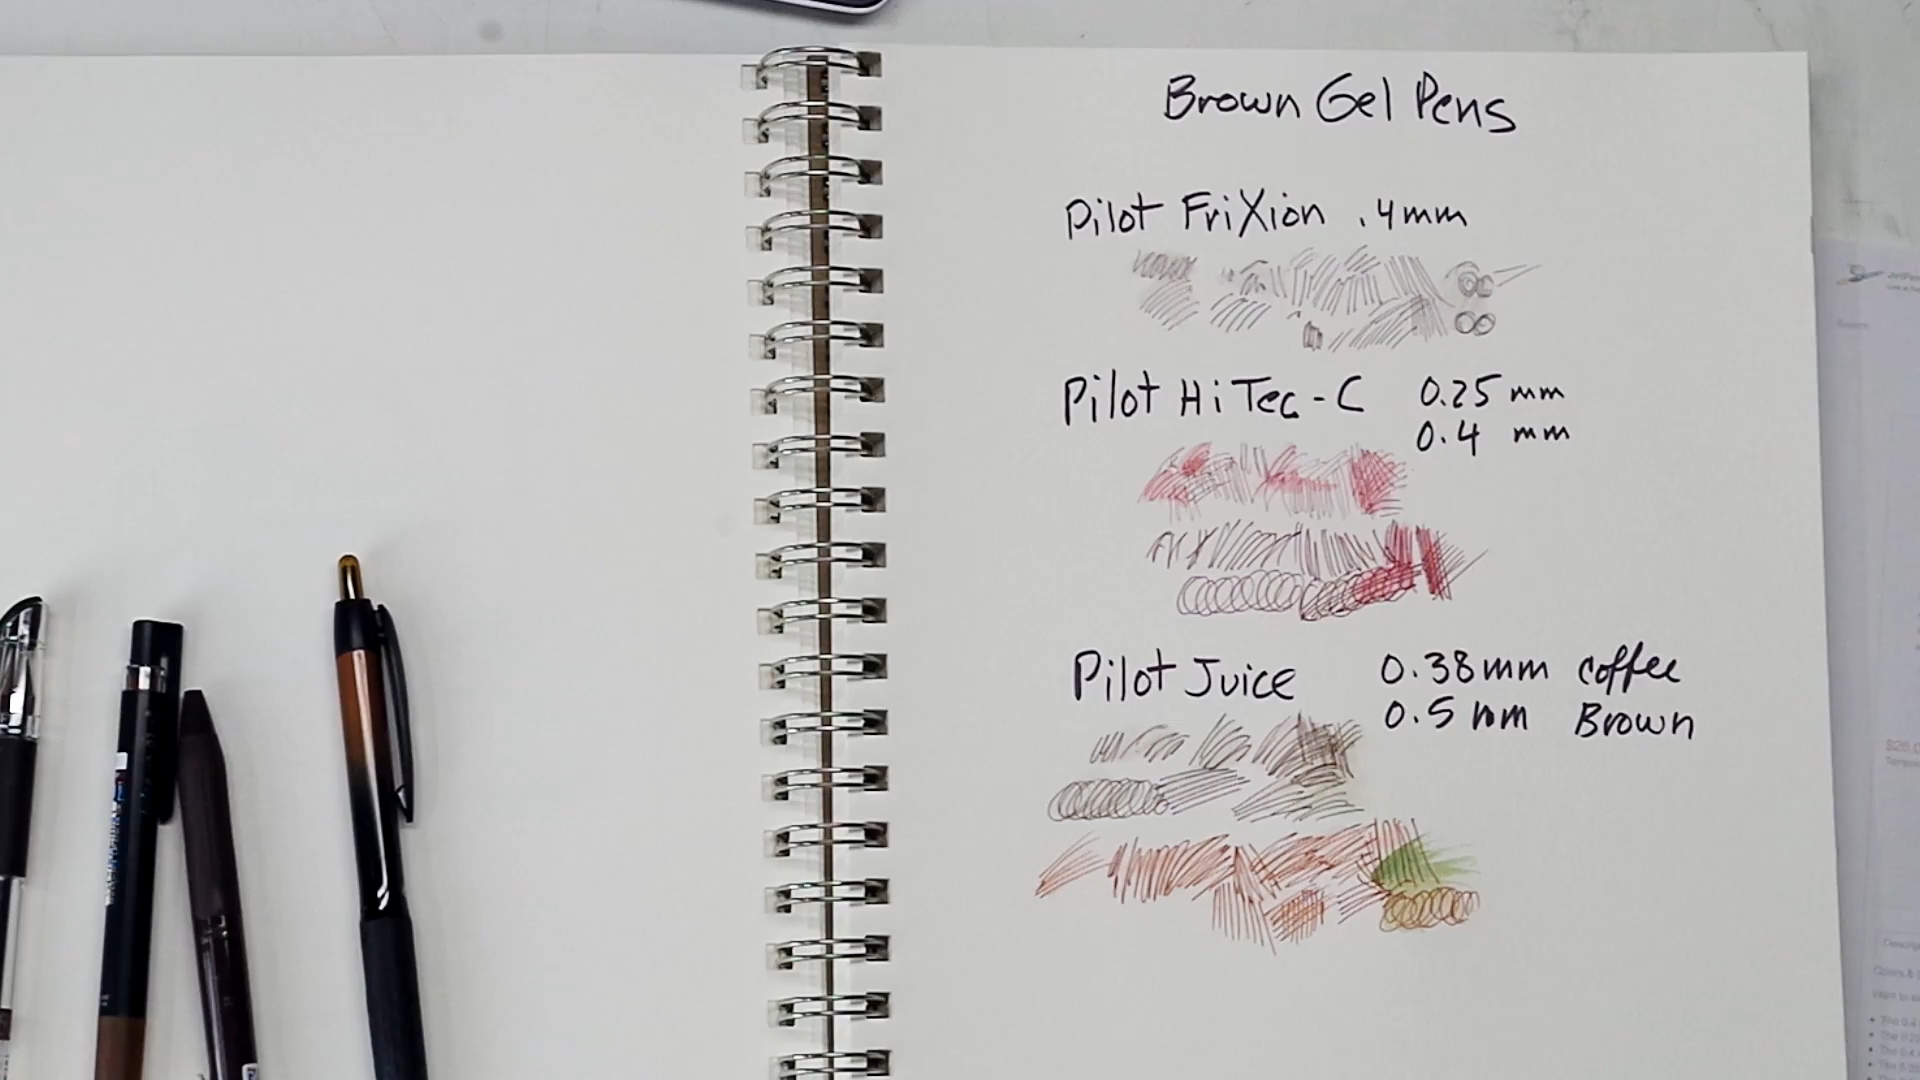 Brown Gel Pens
Pilot FriXion .4mm
Pilot HiTec-C 0.25 mm
0.4 mm
Pilot Juice 0.38mm coffee
0.5 mm Brown